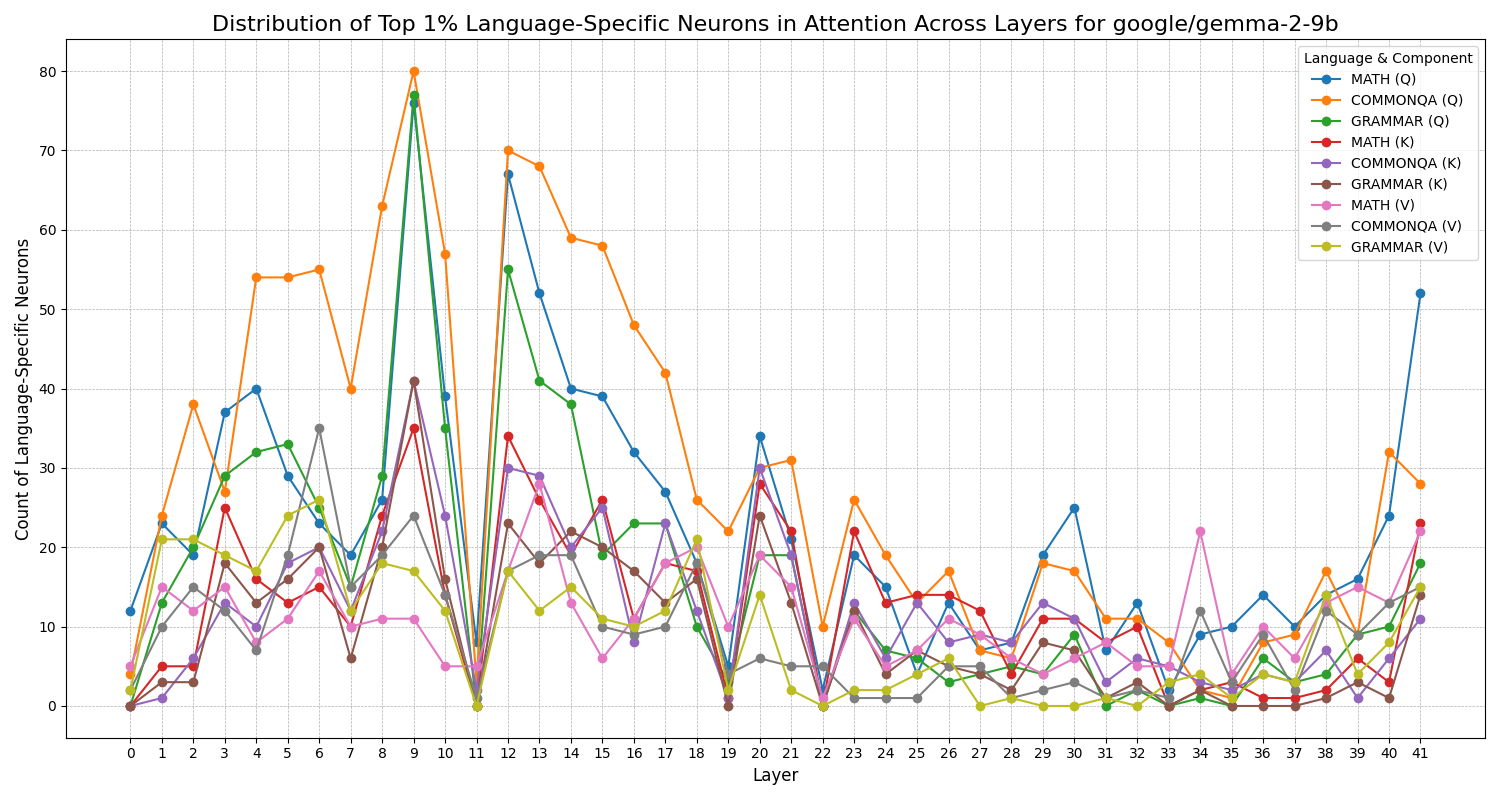 Distribution of Top 1% Language-Specific Neurons in Attention Across Layers for google/gemma-2-9b
Language & Component
MATH (Q)
COMMONQA (Q)
GRAMMAR (Q)
MATH (K)
COMMONQA (K)
GRAMMAR (K)
MATH (V)
COMMONQA (V)
GRAMMAR (V)
Count of Language-Specific Neurons
80
70
60
50
40
30
20
10
0
0 1 2 3 4 5 6 7 8 9 10 11 12 13 14 15 16 17 18 19 20 21 22 23 24 25 26 27 28 29 30 31 32 33 34 35 36 37 38 39 40 41
Layer